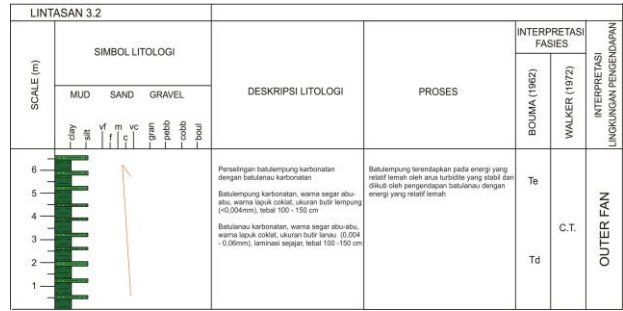 LINTASAN 3.2
SCALE (m)
SIMBOL LITOLOGI
MUD SAND GRAVEL
clay
silt
vf
f
m
c
vc
gran
pebb
cobb
boul
DESKRIPSI LITOLOGI
PROSES
INTERPRETASI
FASIES
BOUMA (1962)
WALKER (1972)
INTERPRETASI
LINGKUNGAN PENGENDAPAN
6
5
4
3
2
1
Perselingan batulempung karbonatan
dengan batulanau karbonatan
Batulempung karbonatan, warna segar abu-
abu, warna lapuk coklat, ukuran butir lempung
(<0,004mm), tebal 100 - 150 cm
Batulanau karbonatan, warna segar abu-abu,
warna lapuk coklat, ukuran butir lanau (0,004
- 0,06mm), laminasi sejajar, tebal 100 -150 cm
Batulempung terendapkan pada energi yang
relatif lemah oleh arus turbidite yang stabil dan
diikuti oleh pengendapan batulanau dengan
energi yang relatif lemah
Te
Td
C.T.
OUTER FAN